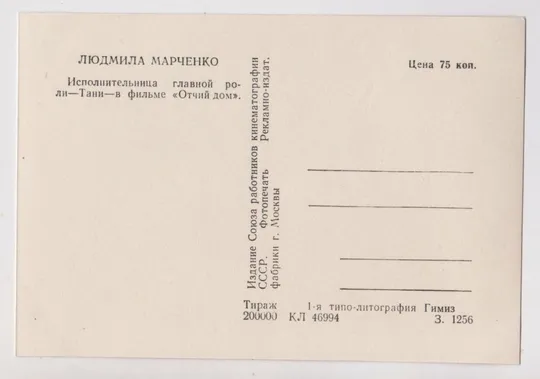 ЛЮДМИЛА МАРЧЕНКО
Исполнительница главной ро-
ли—Тани—в фильме «Отчий дом».
Издание Союза работников кинематографии
СССР. Фотопечать Рекламно-издат.
фабрики г. Москвы
Цена 75 коп.
Тираж 1-я типо-литография Гимиз
200000 КЛ 46994 З. 1256